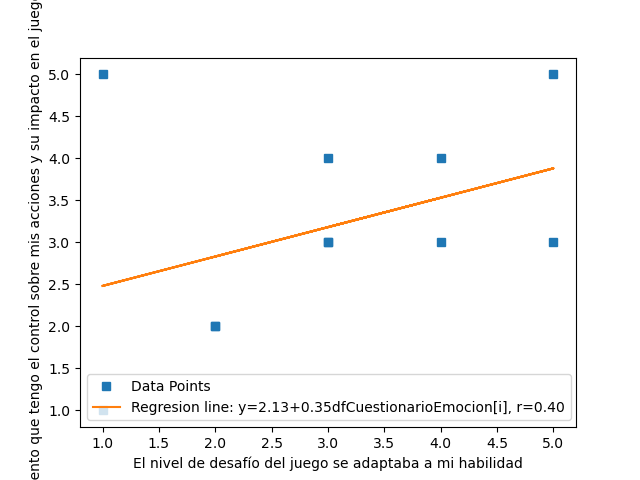 5.0
4.5
4.0
3.5
3.0
2.5
2.0
1.5
1.0
ento que tengo el control sobre mis acciones y su impacto en el jueg
Data Points
Regresion line: y=2.13+0.35dfCuestionarioEmocion[i], r=0.40
1.0 1.5 2.0 2.5 3.0 3.5 4.0 4.5 5.0
El nivel de desafío del juego se adaptaba a mi habilidad